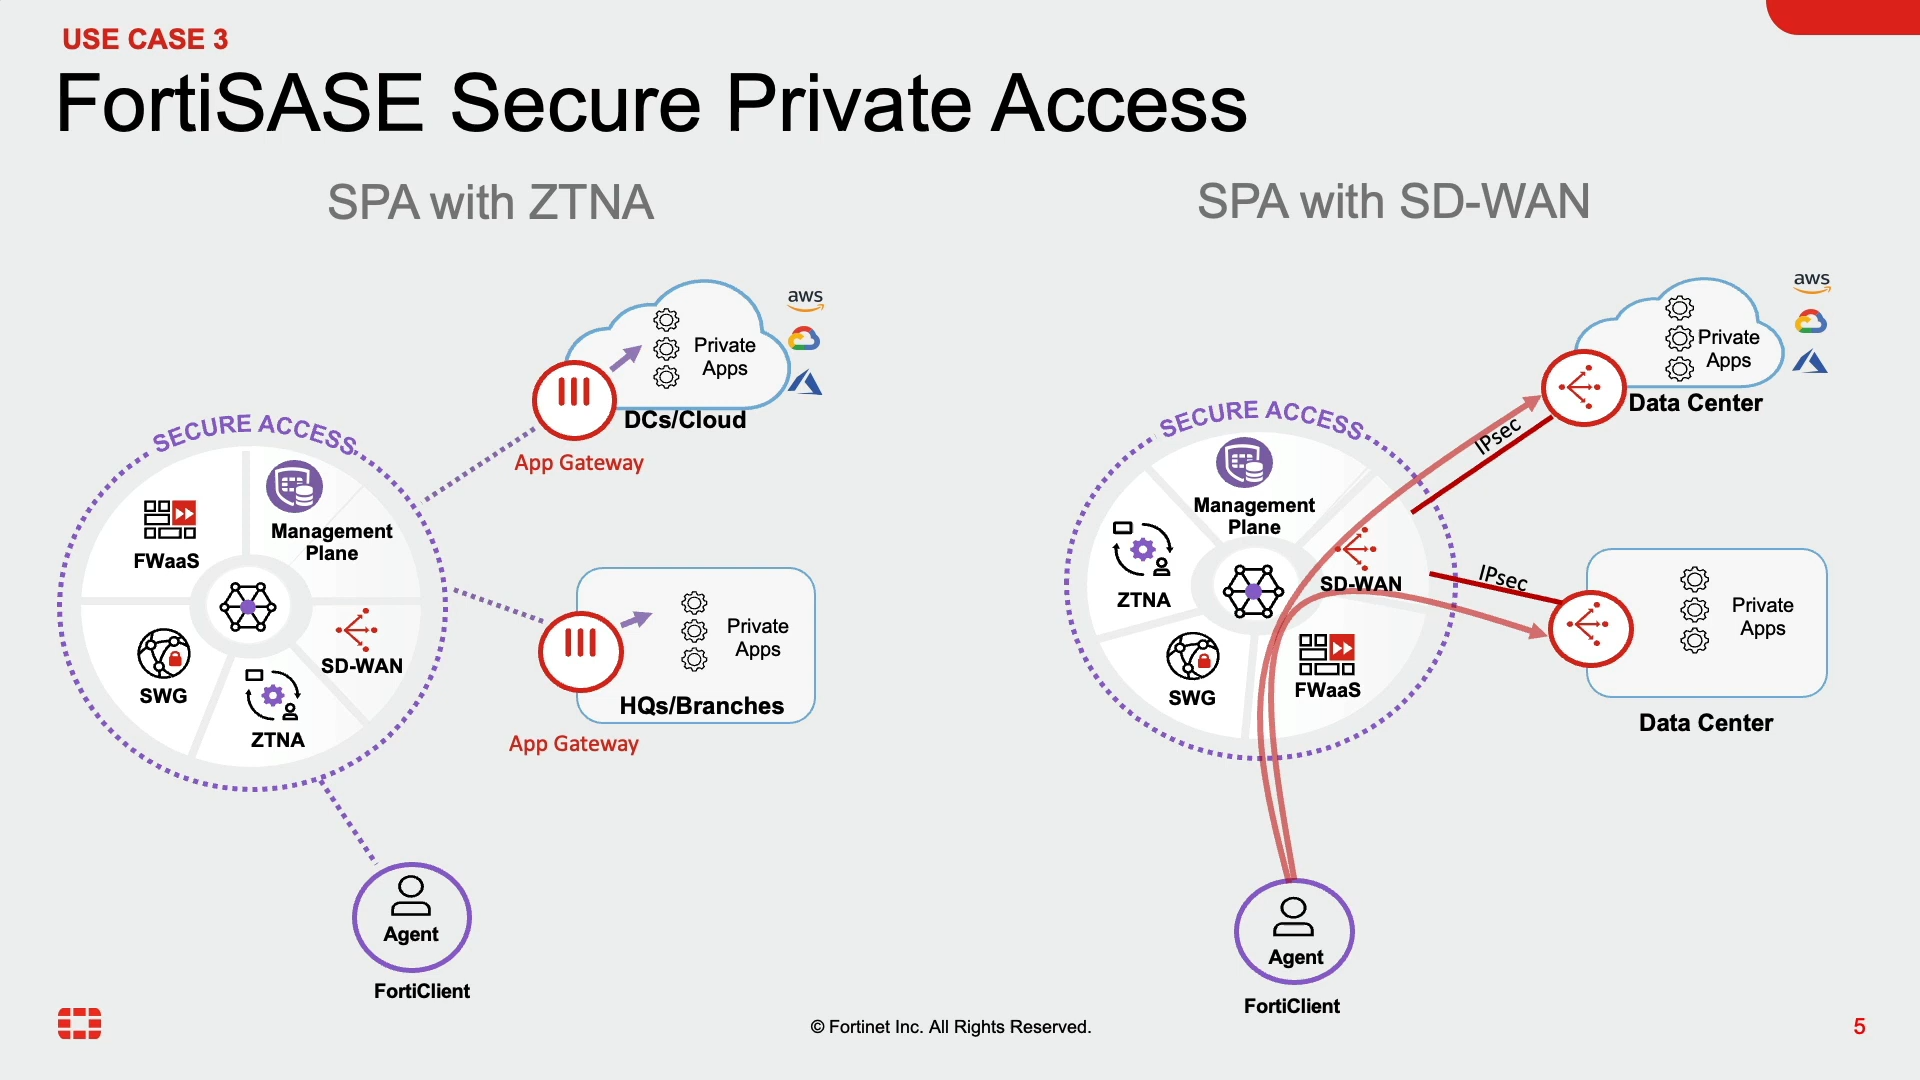 USE CASE 3
FortiSASE Secure Private Access
SPA with ZTNA
SECURE ACCESS
FWaaS
Management
Plane
SWG
SD-WAN
ZTNA
aws
Private
Apps
DCs/Cloud
App Gateway
Private
Apps
HQs/Branches
App Gateway
Agent
FortiClient
SPA with SD-WAN
SECURE ACCESS
Management
Plane
ZTNA
SD-WAN
SWG
FWaaS
aws
Private
Apps
Data Center
IPsec
IPsec
Private
Apps
Data Center
Agent
FortiClient
© Fortinet Inc. All Rights Reserved.
5